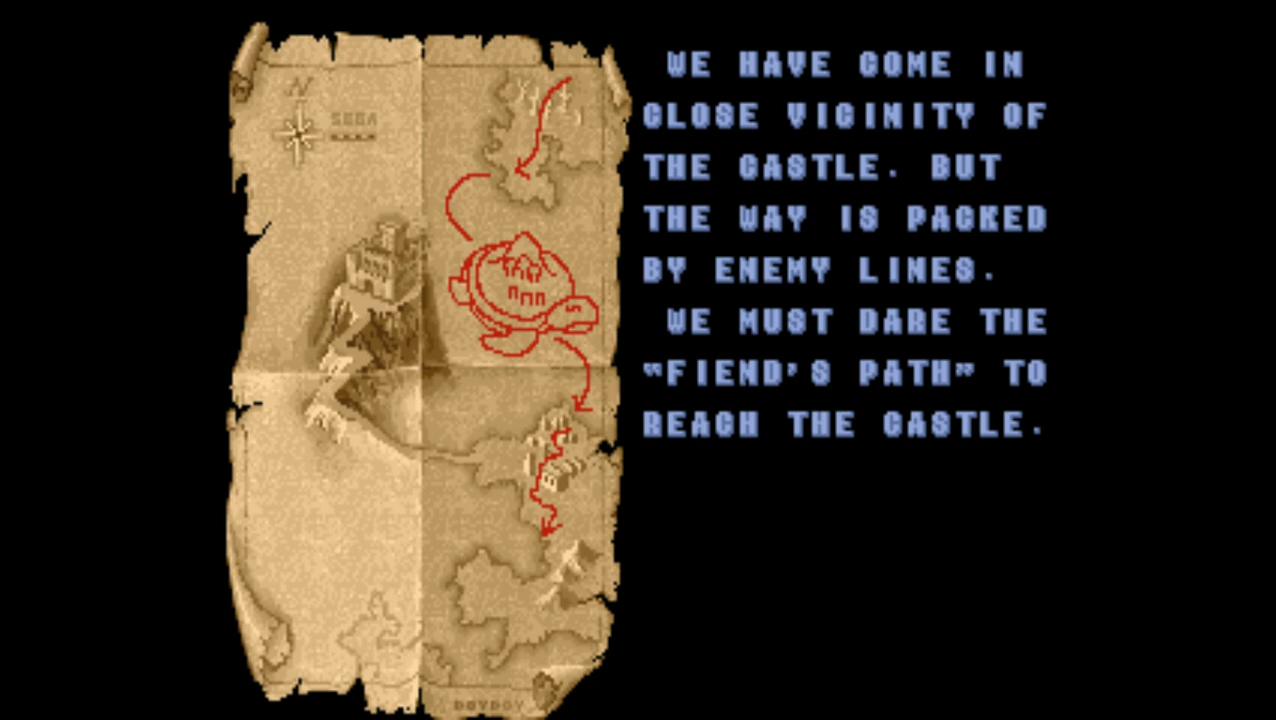 N
SEGA
WE HAVE COME IN
CLOSE VICINITY OF
THE CASTLE. BUT
THE WAY IS PACKED
BY ENEMY LINES.
WE MUST DARE THE
"FIEND'S PATH" TO
REACH THE CASTLE.